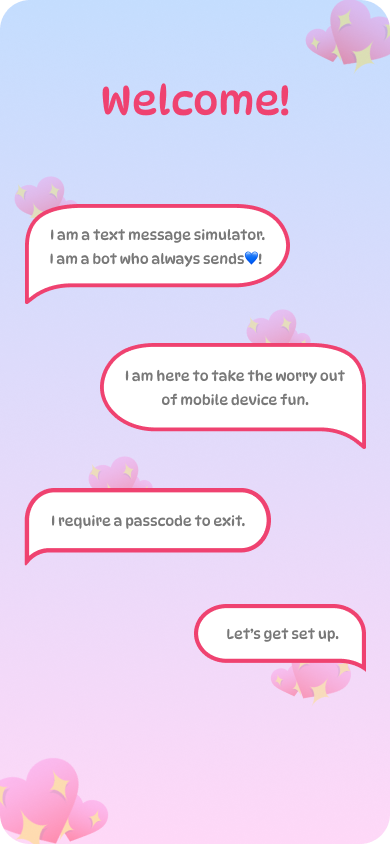 Welcome!
I am a text message simulator.
I am a bot who always sends💙!
I am here to take the worry out
of mobile device fun.
I require a passcode to exit.
Let's get set up.